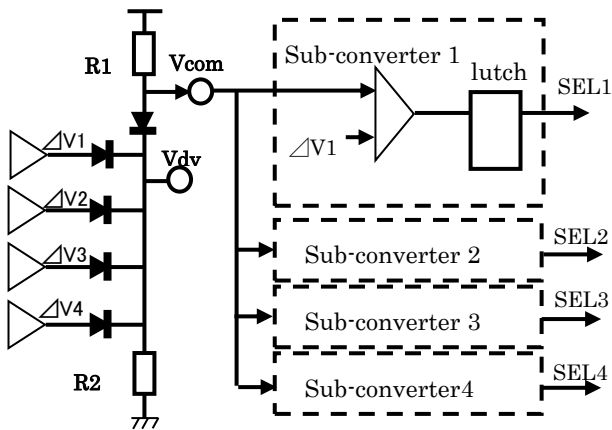 R1
Vcom
Sub-converter 1
lutch
SEL1
⊿V1
⊿V1
Vdv
⊿V2
⊿V3
⊿V4
R2
SEL2
Sub-converter 2
SEL3
Sub-converter 3
SEL4
Sub-converter4